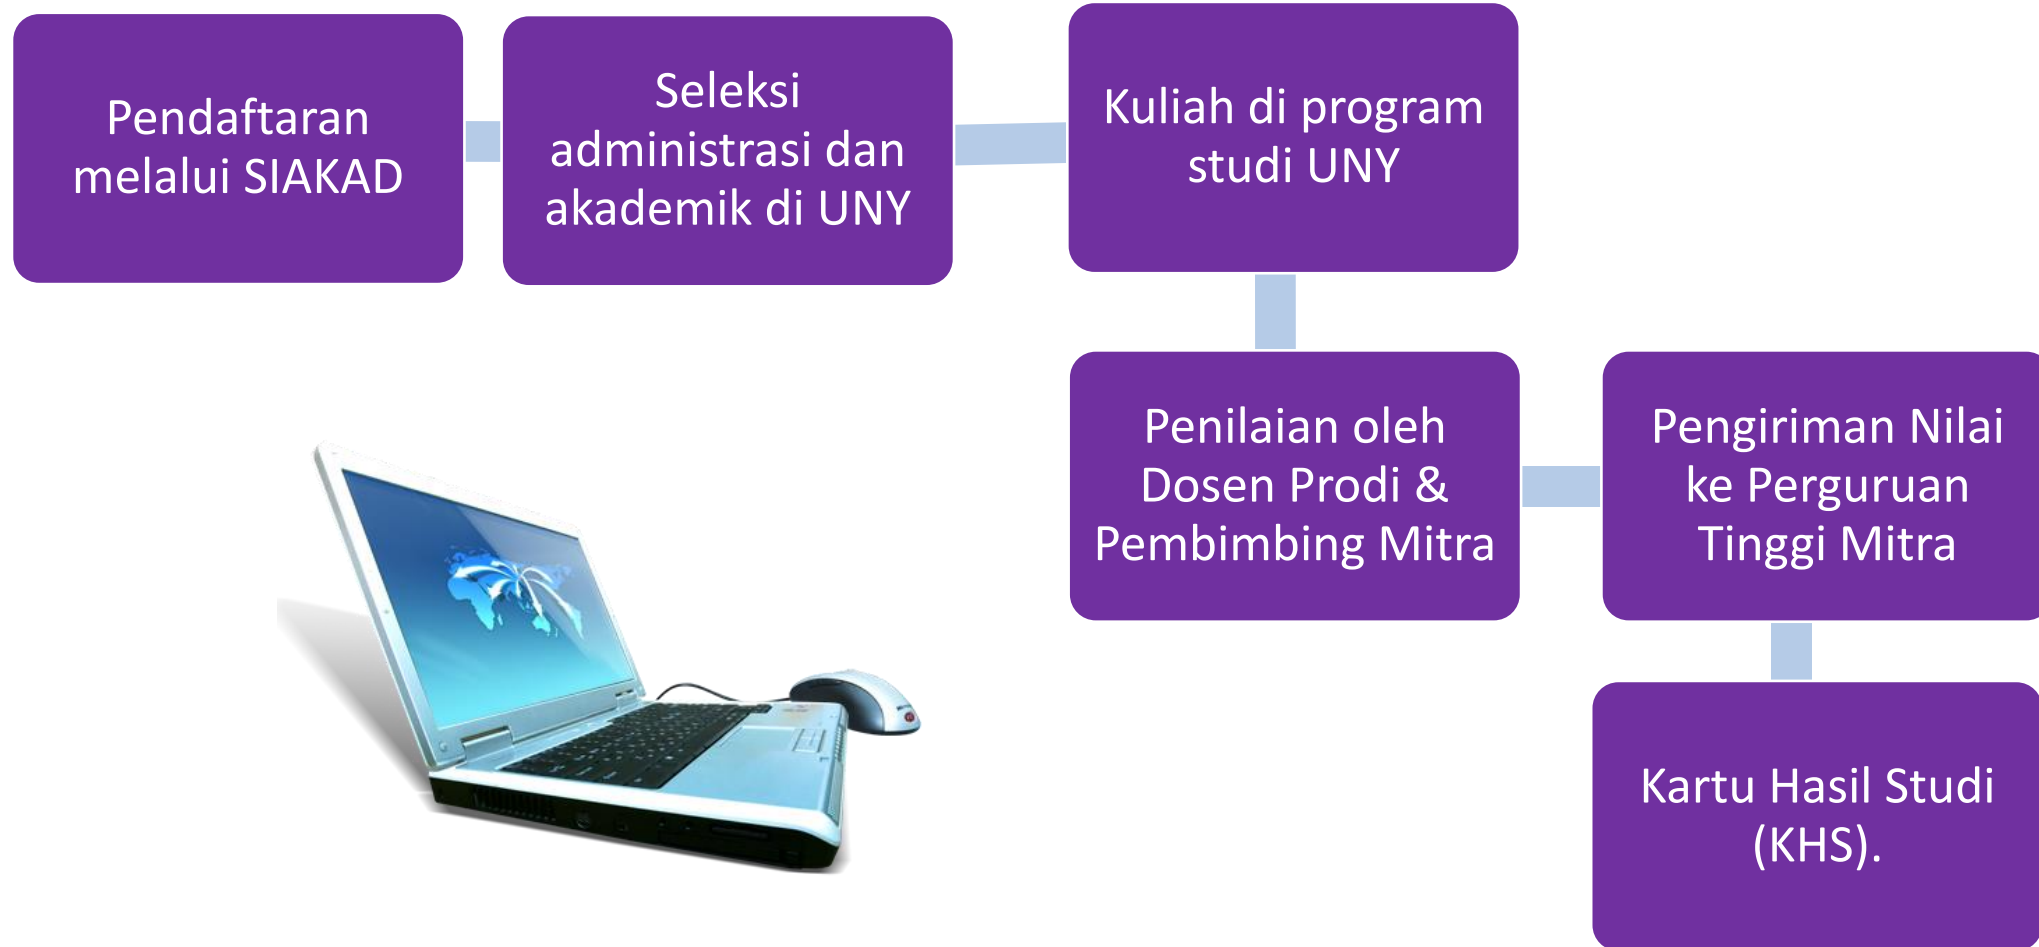 Pendaftaran
melalui SIAKAD
Seleksi
administrasi dan
akademik di UNY
Kuliah di program
studi UNY
Penilaian oleh
Dosen Prodi &
Pembimbing Mitra
Pengiriman Nilai
ke Perguruan
Tinggi Mitra
Kartu Hasil Studi
(KHS).